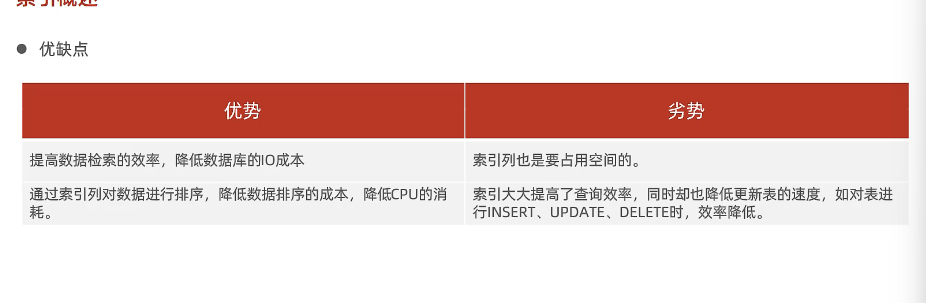 索引概述
优缺点
优势
劣势
提高数据检索的效率，降低数据库的IO成本
索引列也是要占用空间的。
通过索引列对数据进行排序，降低数据排序的成本，降低CPU的消
耗。
索引大大提高了查询效率，同时却也降低更新表的速度，如对表进
行INSERT、UPDATE、DELETE时，效率降低。